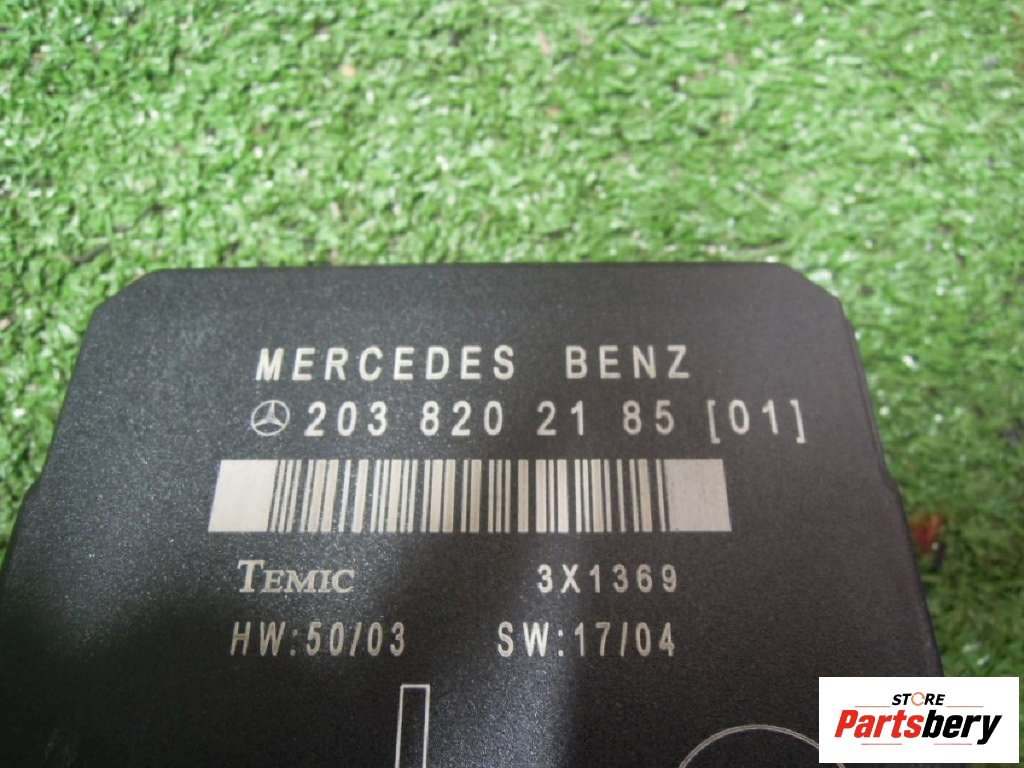 MERCEDES BENZ
203 820 21 85 [01]
TEMIC 3X1369
HW:50/03 SW:17/04
STORE
Partsbery